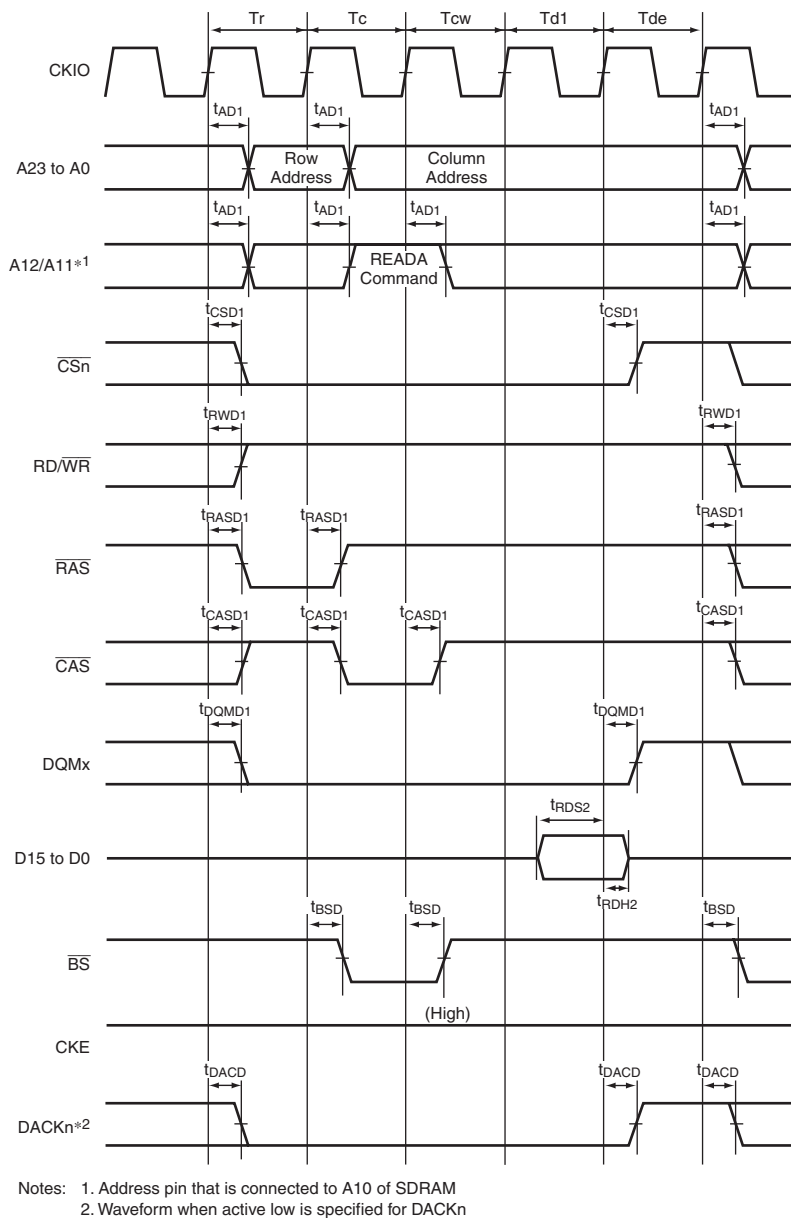 Tr Tc Tcw Td1 Tde
CKIO
tAD1 tAD1 tAD1
A23 to A0
Row Address
Column Address
tAD1 tAD1 tAD1 tAD1
A12/A11*1
READA Command
tCSD1 tCSD1
CSn
tRWD1 tRWD1
RD/WR
tRASD1 tRASD1 tRASD1
RAS
tCASD1 tCASD1 tCASD1 tCASD1
CAS
tDQMD1 tDQMD1
DQMx
tRDS2
D15 to D0
tRDH2
tBSD tBSD tBSD
BS
(High)
CKE
tDACD tDACD tDACD
DACKn*2
Notes: 1. Address pin that is connected to A10 of SDRAM
2. Waveform when active low is specified for DACKn